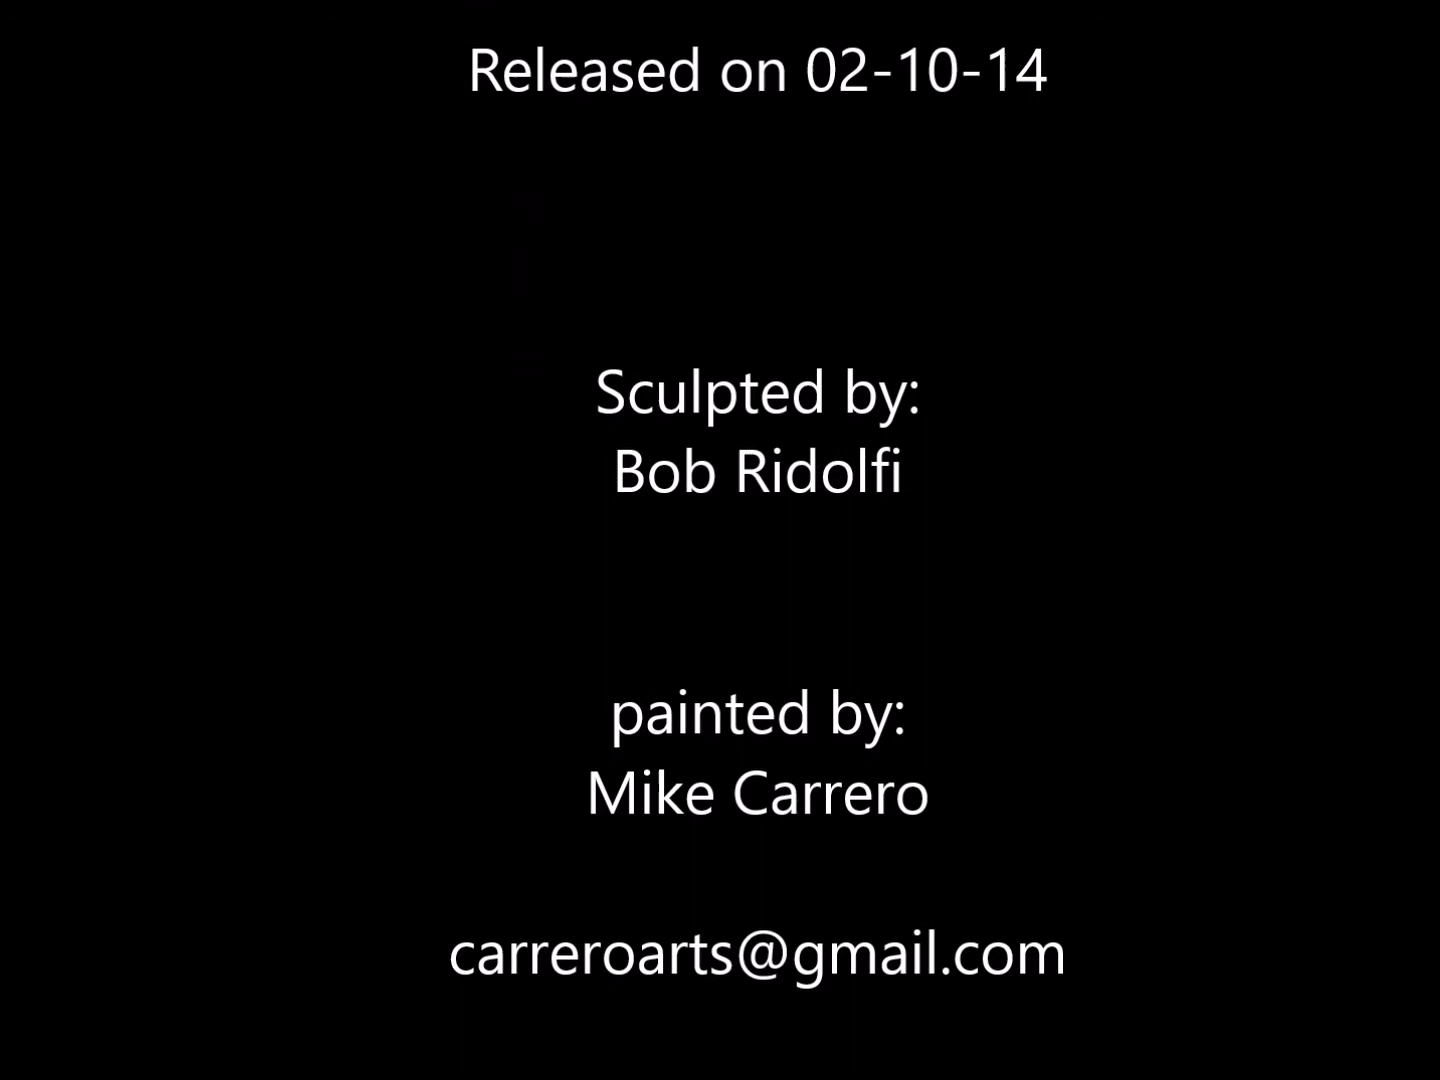 Released on 02-10-14
Sculpted by:
Bob Ridolfi
painted by:
Mike Carrero
carreroarts@gmail.com